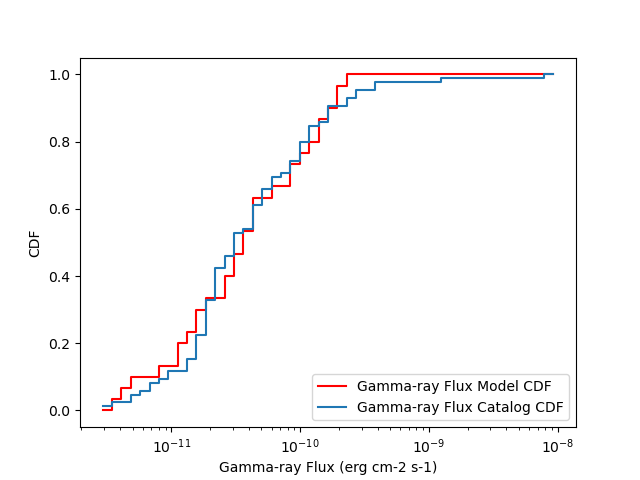 1.0
0.8
0.6
0.4
0.2
0.0
CDF
10⁻¹¹
10⁻¹⁰
10⁻⁹
10⁻⁸
Gamma-ray Flux (erg cm-2 s-1)
Gamma-ray Flux Model CDF
Gamma-ray Flux Catalog CDF